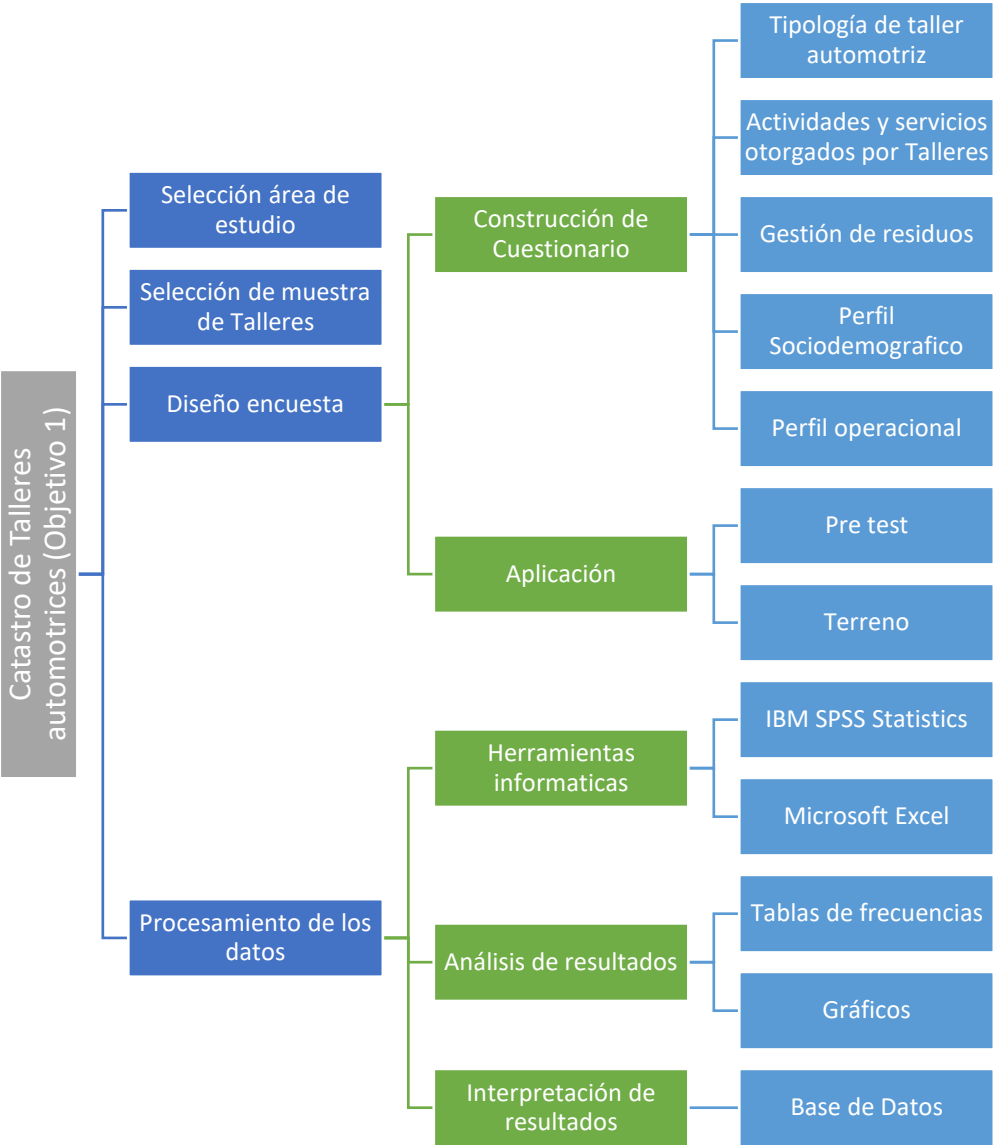 Catastro de Talleres
automotrices (Objetivo 1)
Selección área de
estudio
Selección de muestra
de Talleres
Diseño encuesta
Procesamiento de los
datos
Construcción de
Cuestionario
Aplicación
Herramientas
informaticas
Análisis de resultados
Interpretación de
resultados
Tipología de taller
automotriz
Actividades y servicios
otorgados por Talleres
Gestión de residuos
Perfil
Sociodemografico
Perfil operacional
Pre test
Terreno
IBM SPSS Statistics
Microsoft Excel
Tablas de frecuencias
Gráficos
Base de Datos